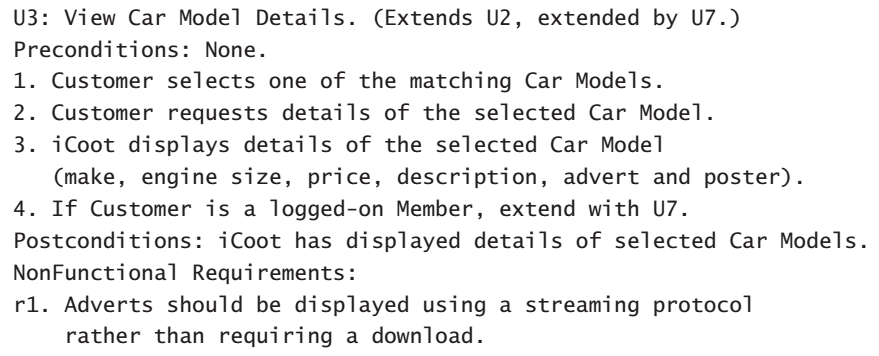 U3: View Car Model Details. (Extends U2, extended by U7.)
Preconditions: None.
1. Customer selects one of the matching Car Models.
2. Customer requests details of the selected Car Model.
3. iCoot displays details of the selected Car Model
(make, engine size, price, description, advert and poster).
4. If Customer is a logged-on Member, extend with U7.
Postconditions: iCoot has displayed details of selected Car Models.
NonFunctional Requirements:
r1. Adverts should be displayed using a streaming protocol
rather than requiring a download.